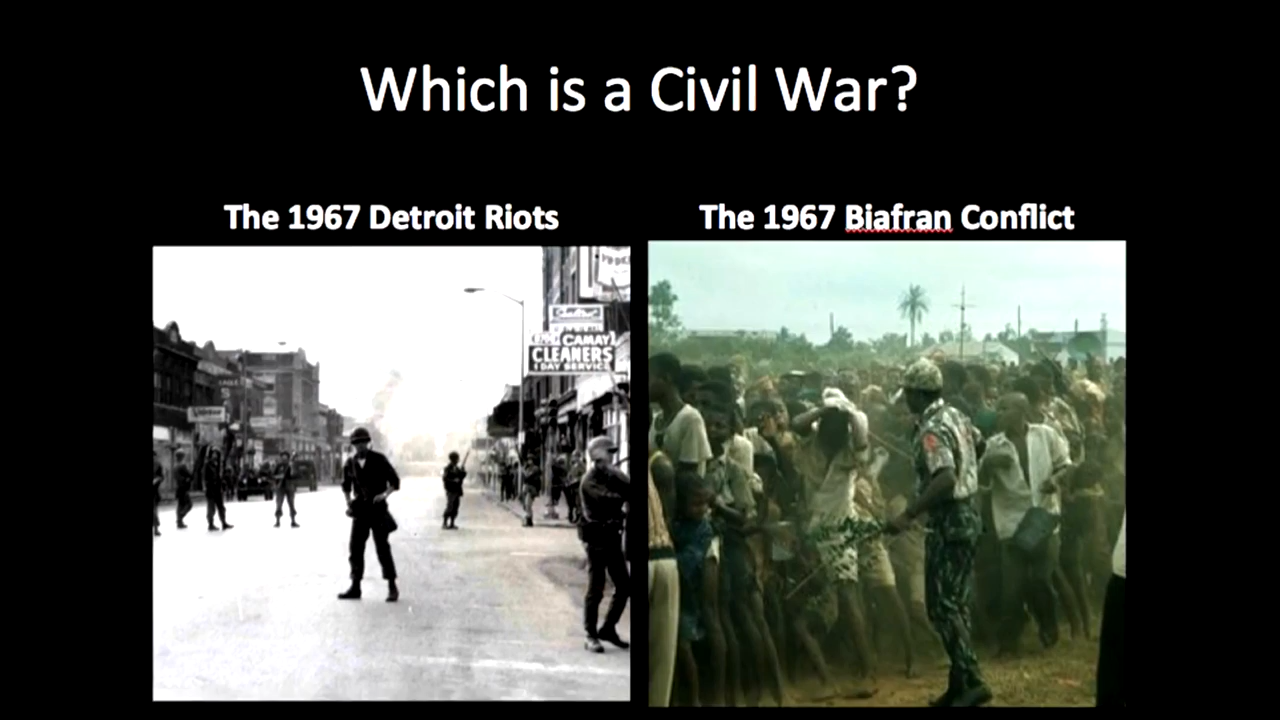 Which is a Civil War?
The 1967 Detroit Riots
The 1967 Biafran Conflict
CAMAY
CLEANERS
1 DAY SERVICE